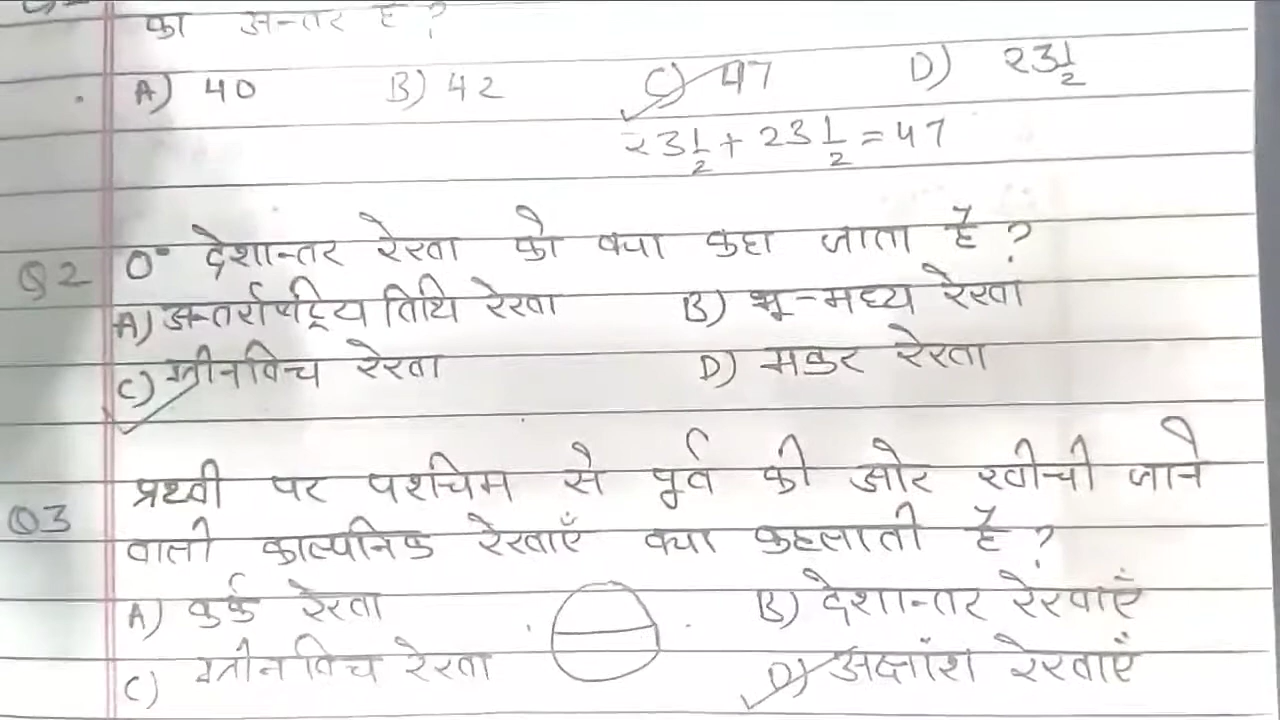 का अन्तर है ?
A) 40 B) 42 C) 47 D) 23½
23½ + 23½ = 47
Q2 0° देशान्तर रेखा को क्या कहा जाता है ?
A) अन्तर्राष्ट्रिय तिथि रेखा B) भू-मध्य रेखा
C) ग्रीनविच रेखा D) मकर रेखा
Q3 प्रथ्वी पर पश्चिम से पूर्व की ओर खींची जाने
वाली काल्पनिक रेखाएँ क्या कहलाती है ?
A) कर्क रेखा B) देशान्तर रेखाएँ
C) ग्रीनविच रेखा D) अक्षांश रेखाएँ